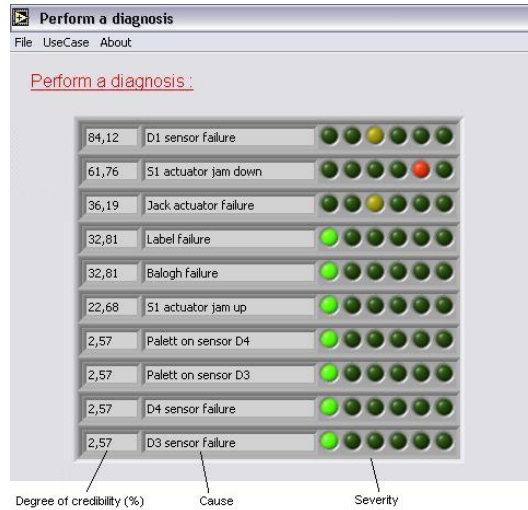 Perform a diagnosis
File UseCase About
Perform a diagnosis :
84,12 D1 sensor failure
61,76 S1 actuator jam down
36,19 Jack actuator failure
32,81 Label failure
32,81 Balogh failure
22,68 S1 actuator jam up
2,57 Palett on sensor D4
2,57 Palett on sensor D3
2,57 D4 sensor failure
2,57 D3 sensor failure
Degree of credibility (%) Cause Severity